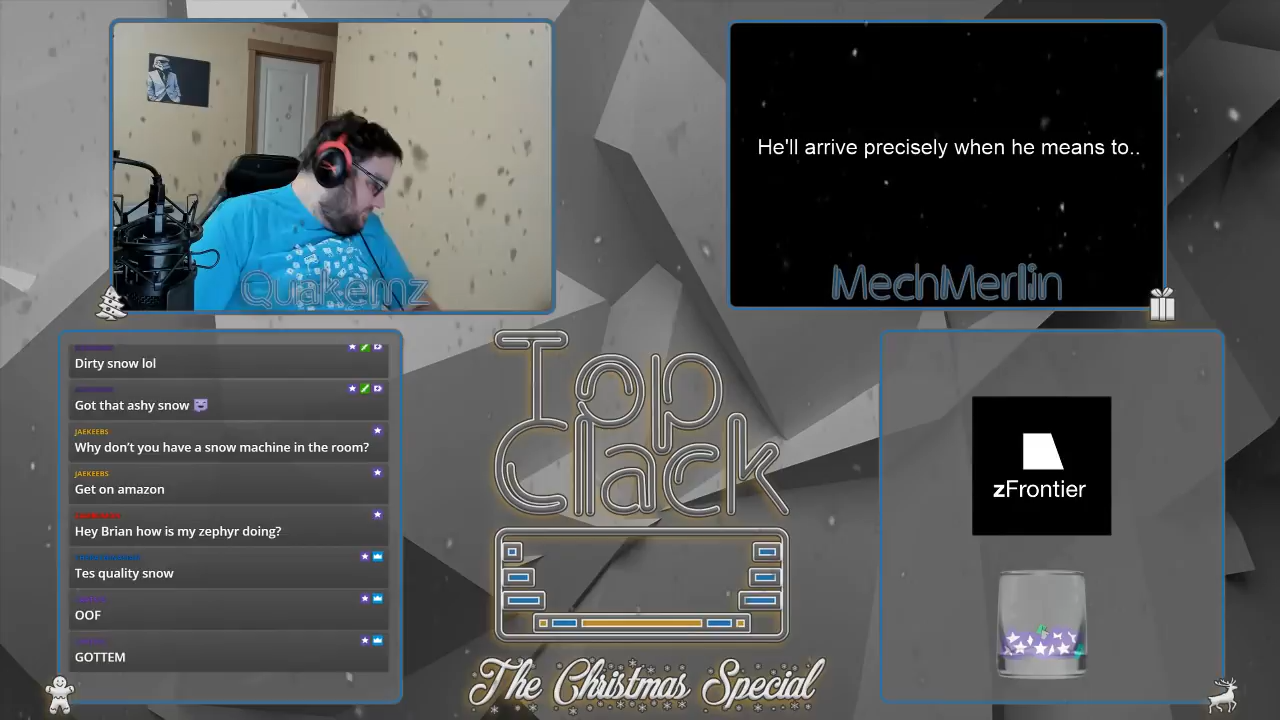 He'll arrive precisely when he means to..
Quakemz
MechMerlin
Dirty snow lol
Got that ashy snow
JAEKEEBS
Why don't you have a snow machine in the room?
JAEKEEBS
Get on amazon
Hey Brian how is my zephyr doing?
Tes quality snow
OOF
GOTTEM
Top
Clack
The Christmas Special
zFrontier